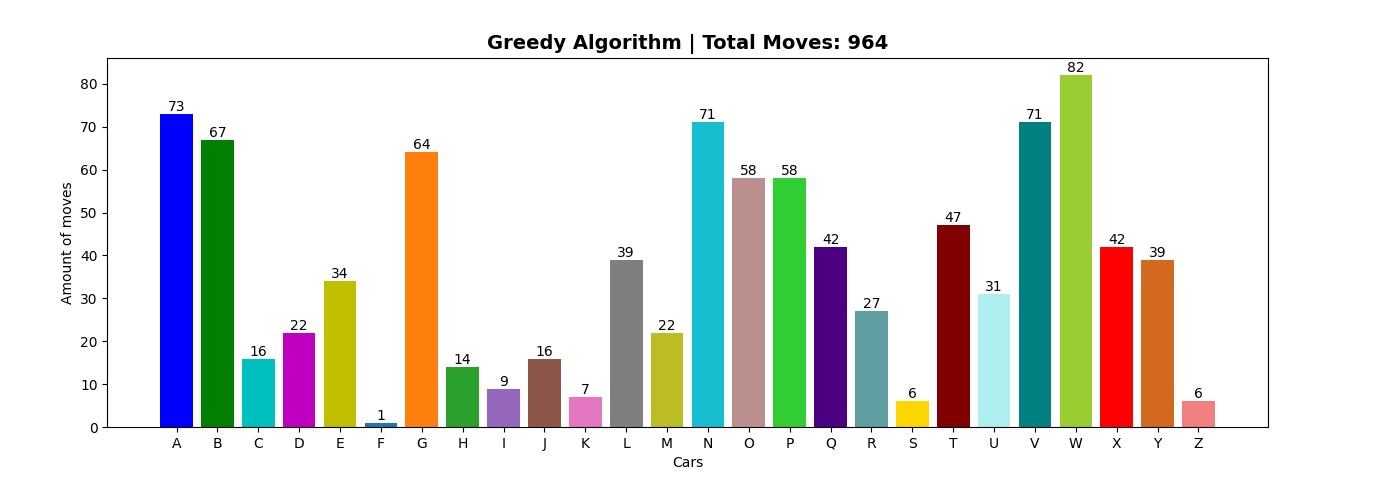 Greedy Algorithm | Total Moves: 964
Amount of moves
80
70
60
50
40
30
20
10
0
73 67 16 22 34 1 64 14 9 16 7 39 22 71 58 58 42 27 6 47 31 71 82 42 39 6
A B C D E F G H I J K L M N O P Q R S T U V W X Y Z
Cars